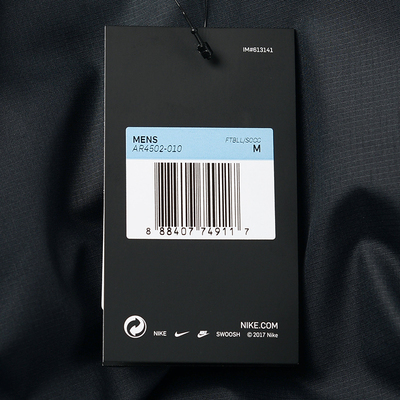 IM#613141
MENS
FTBLL/SOCC
AR4502-010
M
8 88407 74911 7
NIKE.COM
NIKE SWOOSH © 2017 Nike